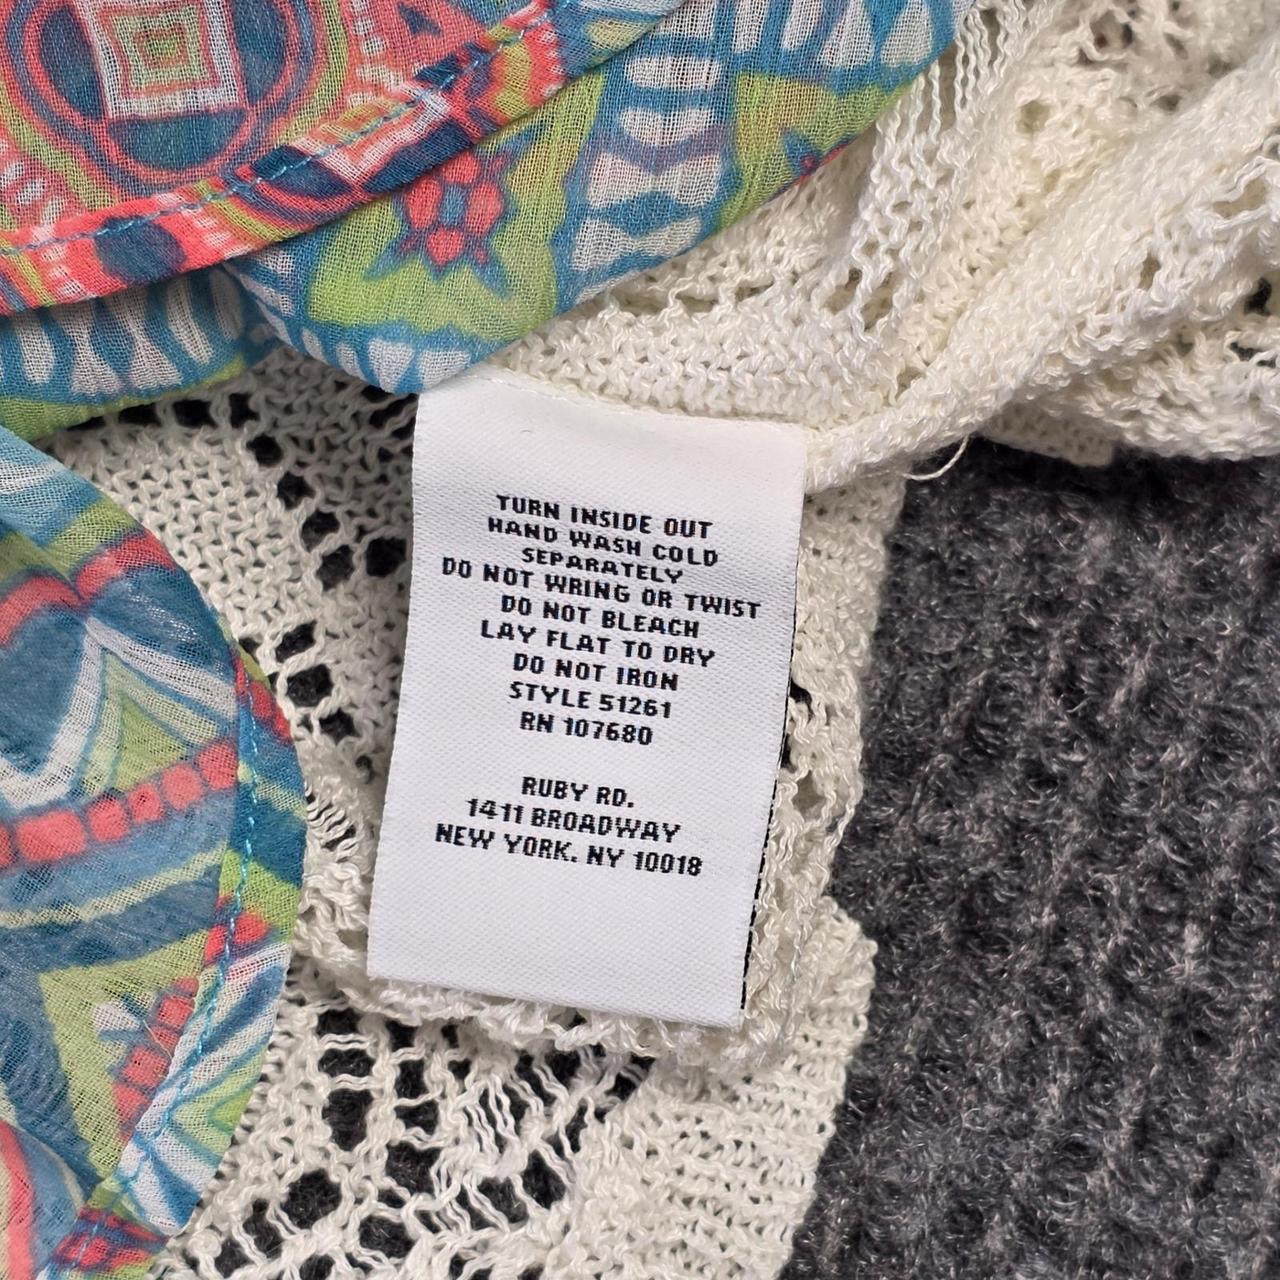 TURN INSIDE OUT
HAND WASH COLD
SEPARATELY
DO NOT WRING OR TWIST
DO NOT BLEACH
LAY FLAT TO DRY
DO NOT IRON
STYLE 51261
RN 107680
RUBY RD.
1411 BROADWAY
NEW YORK. NY 10018